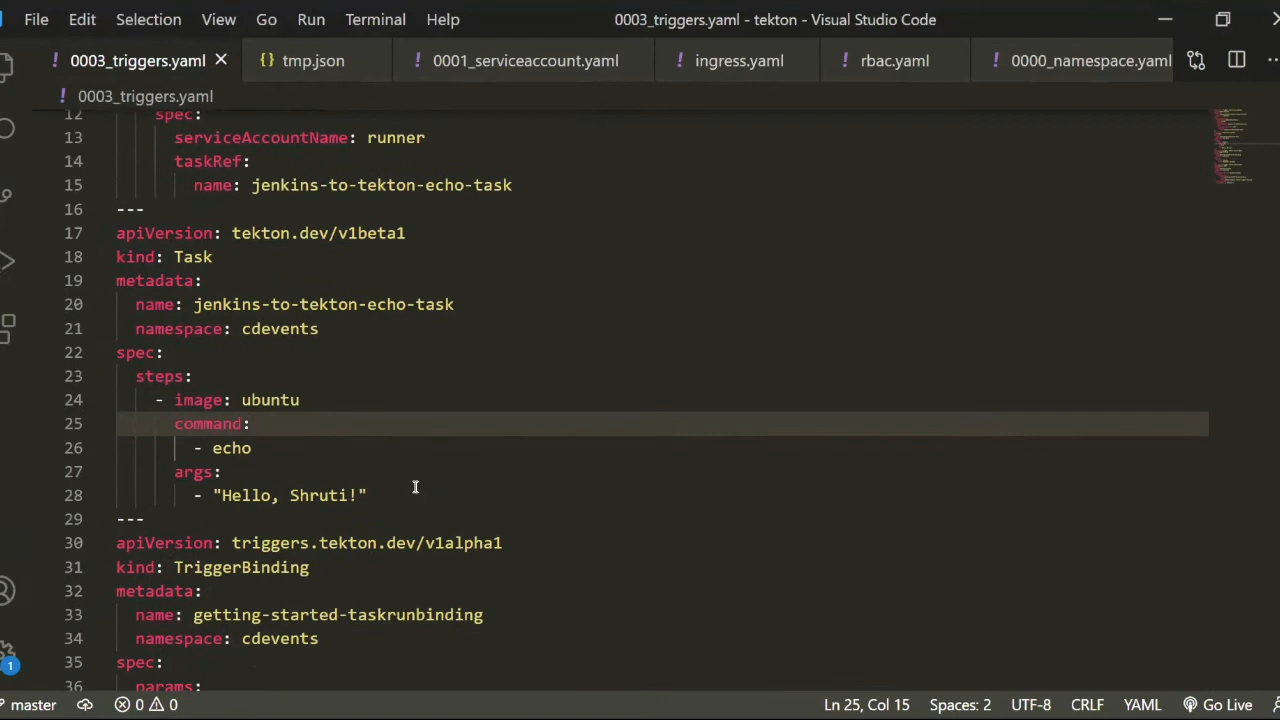 File Edit Selection View Go Run Terminal Help 0003_triggers.yaml - tekton - Visual Studio Code
! 0003_triggers.yaml {} tmp.json ! 0001_serviceaccount.yaml ! ingress.yaml ! rbac.yaml ! 0000_namespace.yaml
! 0003_triggers.yaml
12 spec:
13 serviceAccountName: runner
14 taskRef:
15 name: jenkins-to-tekton-echo-task
16 ---
17 apiVersion: tekton.dev/v1beta1
18 kind: Task
19 metadata:
20 name: jenkins-to-tekton-echo-task
21 namespace: cdevents
22 spec:
23 steps:
24 - image: ubuntu
25 command:
26 - echo
27 args:
28 - "Hello, Shruti!"
29 ---
30 apiVersion: triggers.tekton.dev/v1alpha1
31 kind: TriggerBinding
32 metadata:
33 name: getting-started-taskrunbinding
34 namespace: cdevents
35 spec:
36 params:
1
master 0 0 Ln 25, Col 15 Spaces: 2 UTF-8 CRLF YAML Go Live